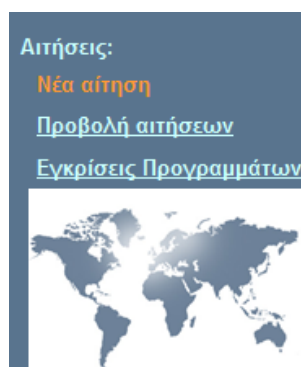 Αιτήσεις:
Νέα αίτηση
Προβολή αιτήσεων
Εγκρίσεις Προγραμμάτων